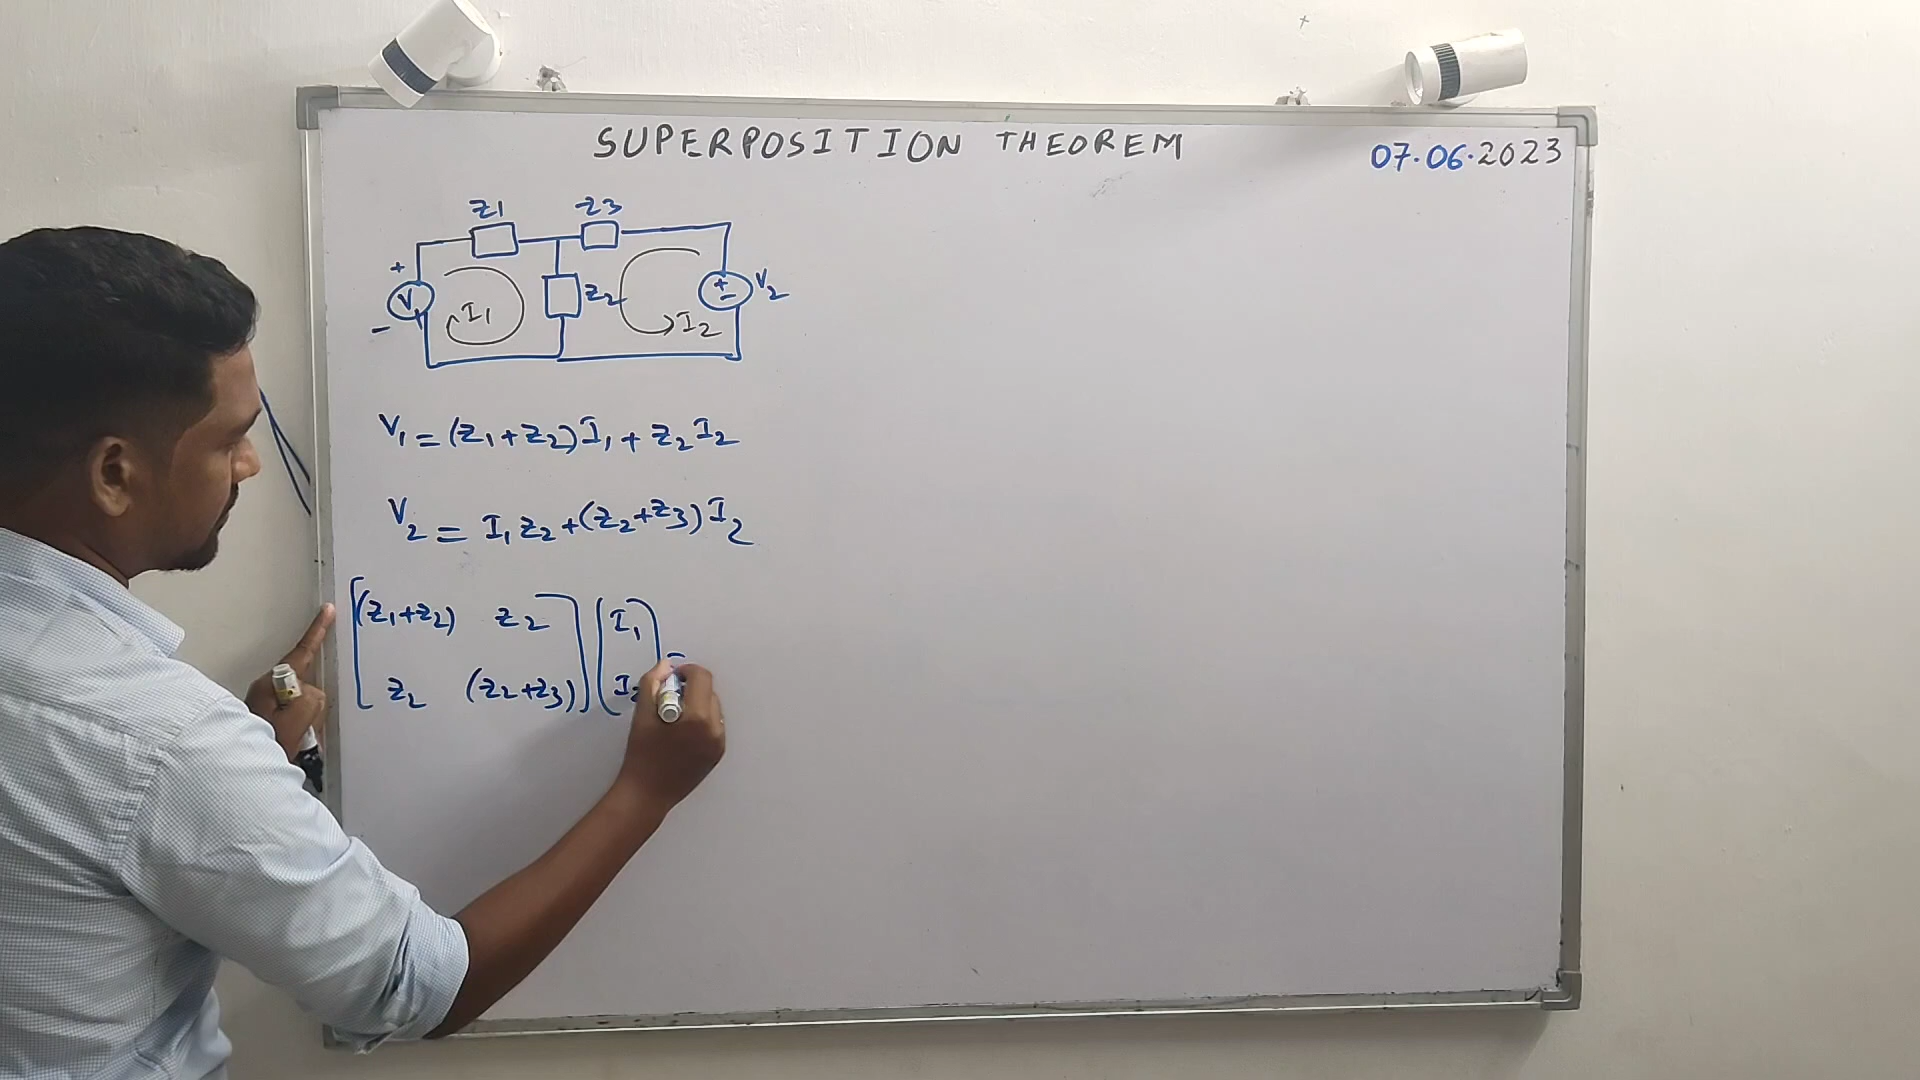 SUPERPOSITION THEOREM
07.06.2023
Z1 Z3
+ V1 - I1 Z2 I2 + - V2
V1 = (Z1+Z2)I1 + Z2I2
V2 = I1Z2+(Z2+Z3)I2
[(Z1+Z2) Z2] [I1] =
[Z2 (Z2+Z3)] [I2]